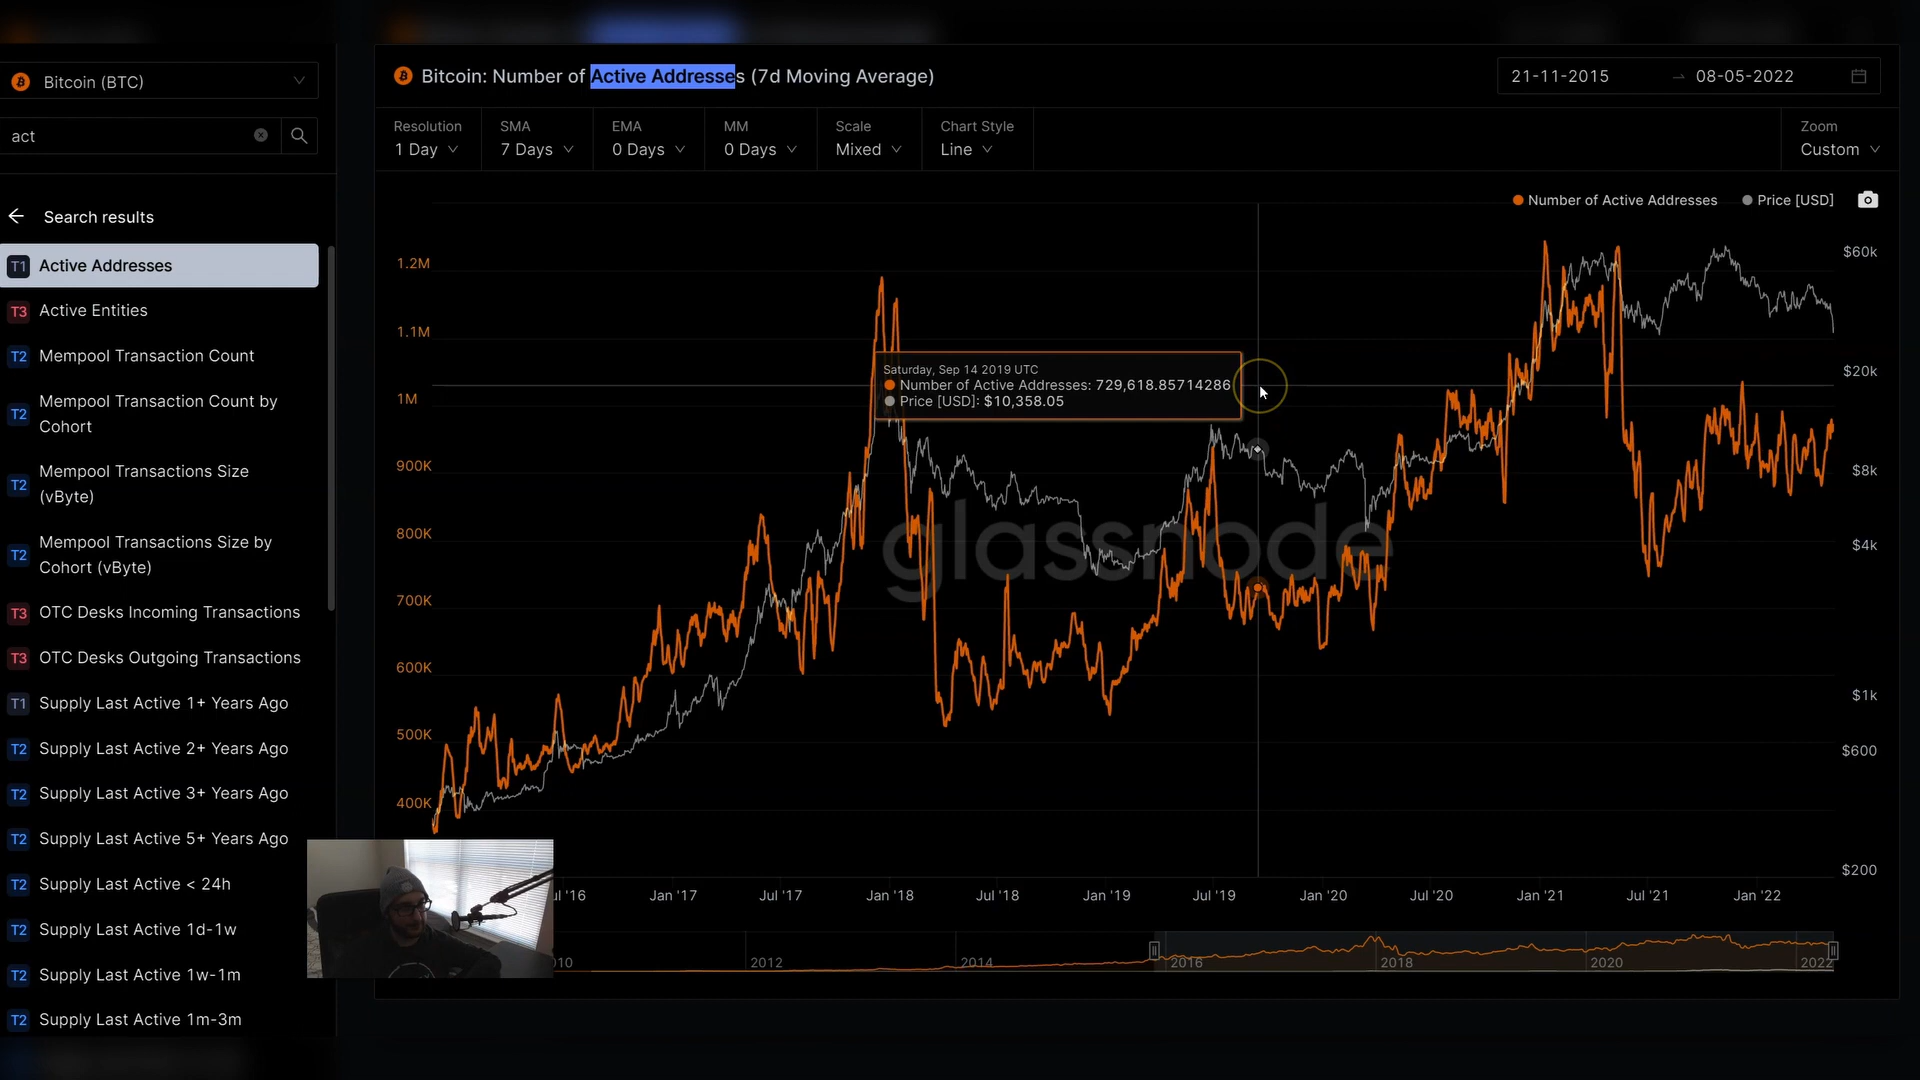 Bitcoin (BTC)
act
Search results
T1 Active Addresses
T3 Active Entities
T2 Mempool Transaction Count
T2 Mempool Transaction Count by
Cohort
T2 Mempool Transactions Size
(vByte)
T2 Mempool Transactions Size by
Cohort (vByte)
T3 OTC Desks Incoming Transactions
T3 OTC Desks Outgoing Transactions
T1 Supply Last Active 1+ Years Ago
T2 Supply Last Active 2+ Years Ago
T2 Supply Last Active 3+ Years Ago
T2 Supply Last Active 5+ Years Ago
T2 Supply Last Active < 24h
T2 Supply Last Active 1d-1w
T2 Supply Last Active 1w-1m
T2 Supply Last Active 1m-3m
Bitcoin: Number of Active Addresses (7d Moving Average)
21-11-2015 → 08-05-2022
Resolution SMA EMA MM Scale Chart Style Zoom
1 Day 7 Days 0 Days 0 Days Mixed Line Custom
Number of Active Addresses Price [USD]
1.2M
1.1M
1M
900K
800K
700K
600K
500K
400K
Saturday, Sep 14 2019 UTC
Number of Active Addresses: 729,618.85714286
Price [USD]: $10,358.05
glassnode
$60k
$20k
$8k
$4k
$1k
$600
$200
ul '16 Jan '17 Jul '17 Jan '18 Jul '18 Jan '19 Jul '19 Jan '20 Jul '20 Jan '21 Jul '21 Jan '22
010 2012 2014 2016 2018 2020 2022